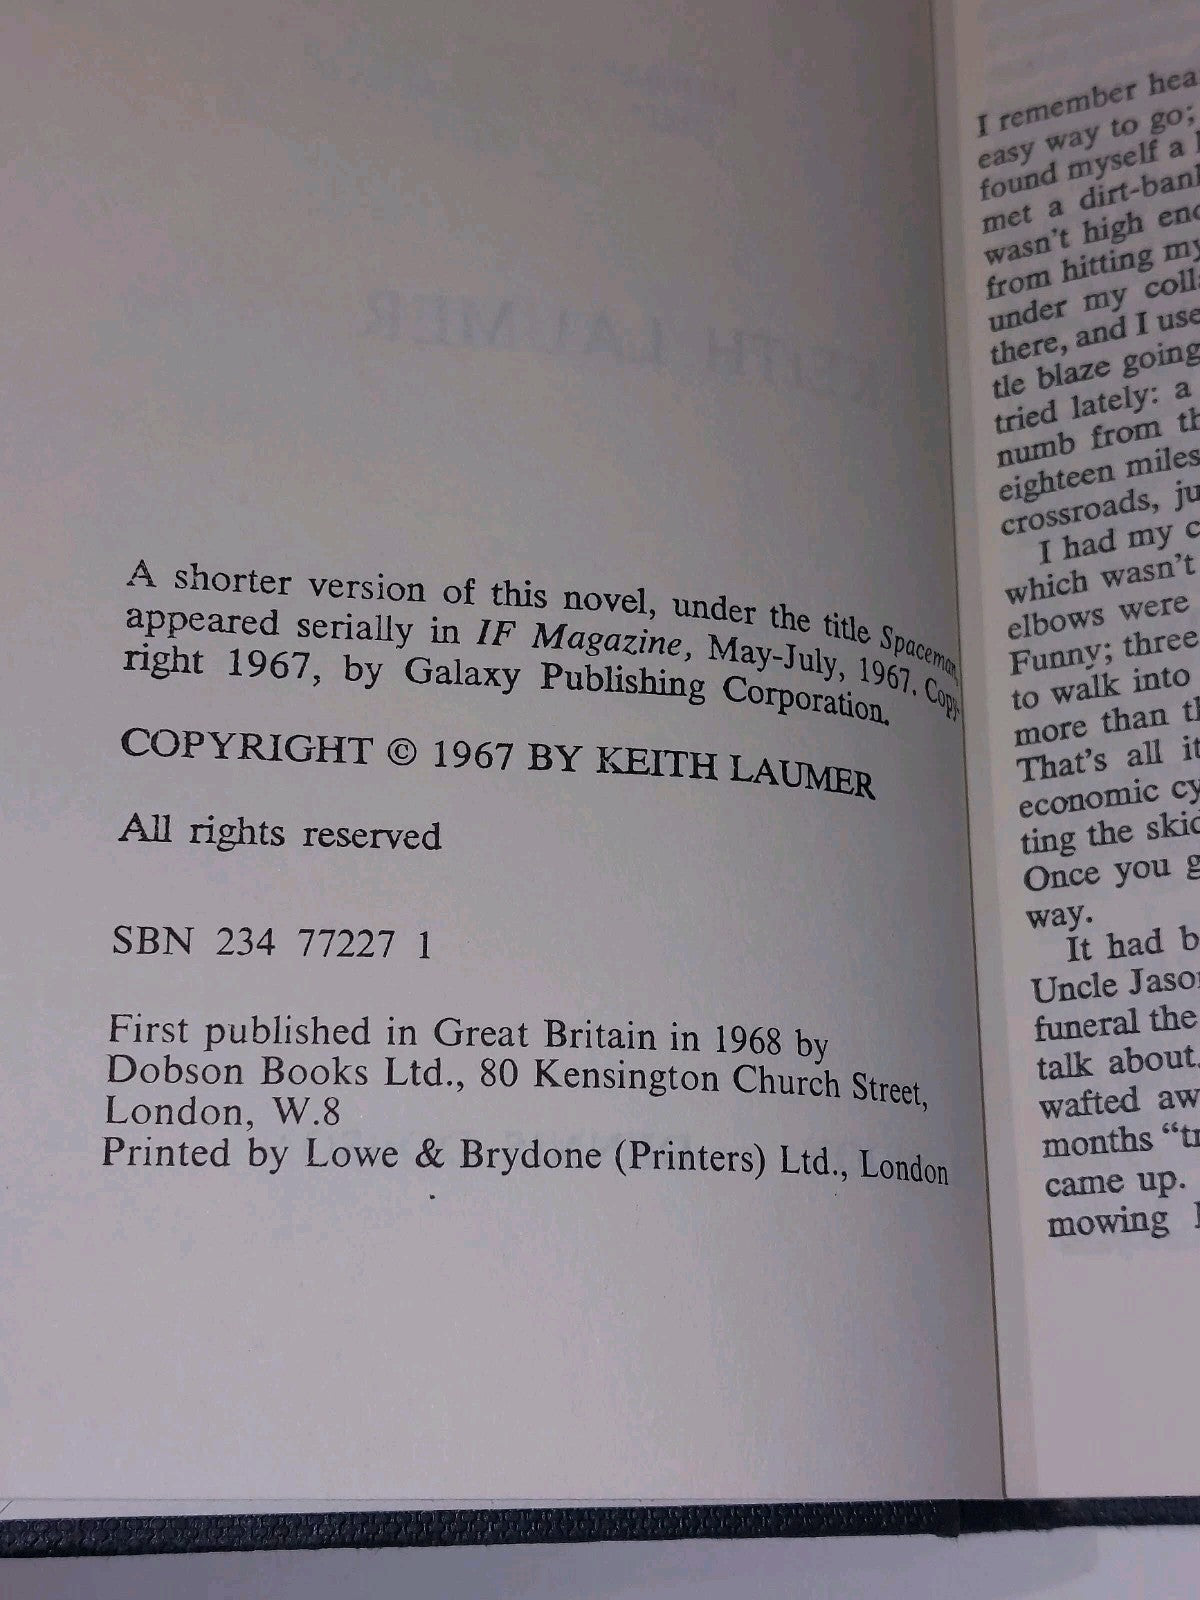 A shorter version of this novel, under the title Spaceman,
appeared serially in IF Magazine, May-July, 1967. Copy-
right 1967, by Galaxy Publishing Corporation.
COPYRIGHT © 1967 BY KEITH LAUMER
All rights reserved
SBN 234 77227 1
First published in Great Britain in 1968 by
Dobson Books Ltd., 80 Kensington Church Street,
London, W.8
Printed by Lowe & Brydone (Printers) Ltd., London
I remember hea
easy way to go;
found myself a
met a dirt-bank
wasn't high eno
from hitting my
under my coll
there, and I use
tle blaze going
tried lately: a
numb from th
eighteen miles
crossroads, ju
I had my c
which wasn't
elbows were
Funny; three
to walk into
more than th
That's all it
economic cy
ting the skid
Once you g
way.
It had b
Uncle Jason
funeral the
talk about.
wafted aw
months "tr
came up.
mowing